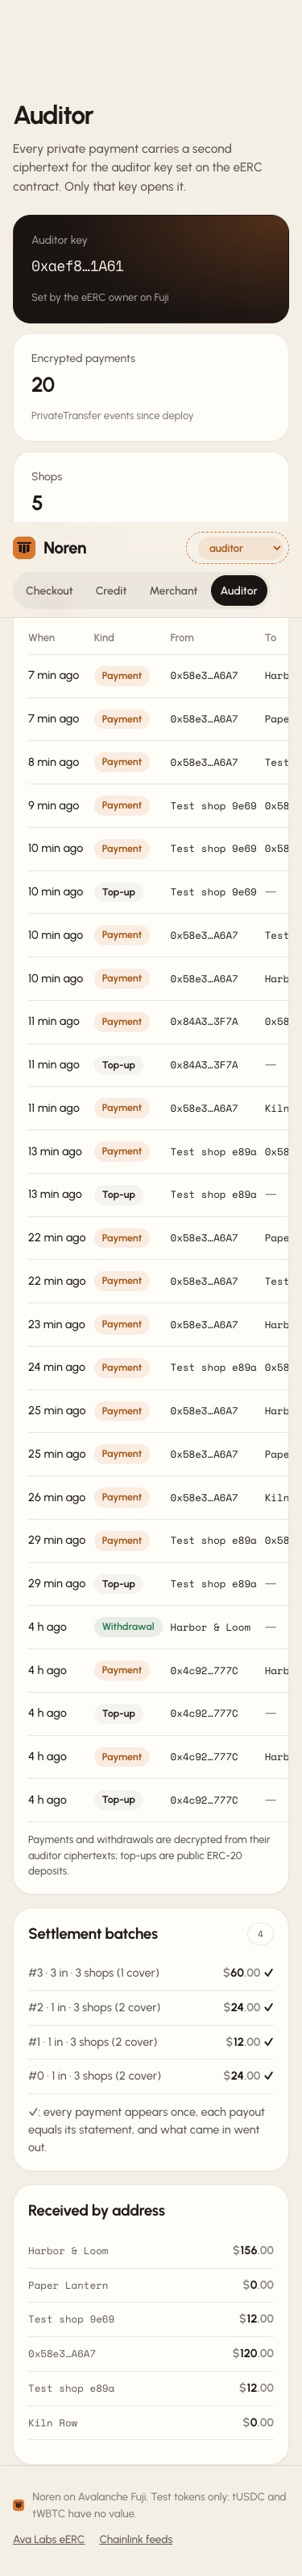 Auditor
Every private payment carries a second
ciphertext for the auditor key set on the eERC
contract. Only that key opens it.
Auditor key
0xaef8…1A61
Set by the eERC owner on Fuji
Encrypted payments
20
PrivateTransfer events since deploy
Shops
5
Noren
auditor
Checkout Credit Merchant Auditor
When Kind From To
7 min ago Payment 0x58e3…A6A7 Harb
7 min ago Payment 0x58e3…A6A7 Pape
8 min ago Payment 0x58e3…A6A7 Test
9 min ago Payment Test shop 9e69 0x58
10 min ago Payment Test shop 9e69 0x58
10 min ago Top-up Test shop 9e69 —
10 min ago Payment 0x58e3…A6A7 Test
10 min ago Payment 0x58e3…A6A7 Harb
11 min ago Payment 0x84A3…3F7A 0x58
11 min ago Top-up 0x84A3…3F7A —
11 min ago Payment 0x58e3…A6A7 Kiln
13 min ago Payment Test shop e89a 0x58
13 min ago Top-up Test shop e89a —
22 min ago Payment 0x58e3…A6A7 Pape
22 min ago Payment 0x58e3…A6A7 Test
23 min ago Payment 0x58e3…A6A7 Harb
24 min ago Payment Test shop e89a 0x58
25 min ago Payment 0x58e3…A6A7 Harb
25 min ago Payment 0x58e3…A6A7 Pape
26 min ago Payment 0x58e3…A6A7 Kiln
29 min ago Payment Test shop e89a 0x58
29 min ago Top-up Test shop e89a —
4 h ago Withdrawal Harbor & Loom —
4 h ago Payment 0x4c92…777C Harb
4 h ago Top-up 0x4c92…777C —
4 h ago Payment 0x4c92…777C Harb
4 h ago Top-up 0x4c92…777C —
Payments and withdrawals are decrypted from their
auditor ciphertexts; top-ups are public ERC-20
deposits.
Settlement batches 4
#3 · 3 in · 3 shops (1 cover) $60.00 ✓
#2 · 1 in · 3 shops (2 cover) $24.00 ✓
#1 · 1 in · 3 shops (2 cover) $12.00 ✓
#0 · 1 in · 3 shops (2 cover) $24.00 ✓
✓: every payment appears once, each payout
equals its statement, and what came in went
out.
Received by address
Harbor & Loom $156.00
Paper Lantern $0.00
Test shop 9e69 $12.00
0x58e3…A6A7 $120.00
Test shop e89a $12.00
Kiln Row $0.00
Noren on Avalanche Fuji. Test tokens only: tUSDC and
tWBTC have no value.
Ava Labs eERC Chainlink feeds